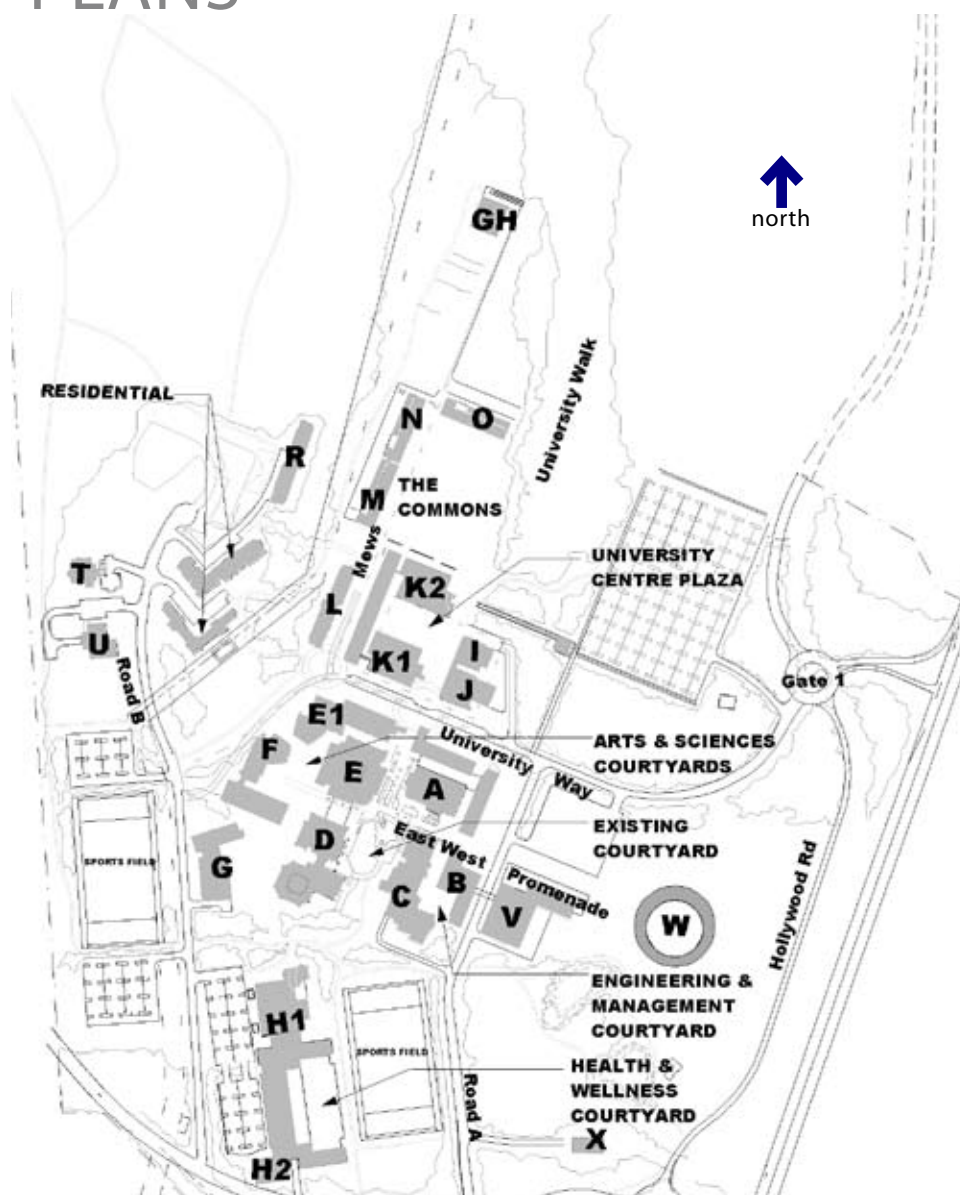 PLANS
north
GH
University Walk
RESIDENTIAL
N
O
R
M
THE
COMMONS
Mews
UNIVERSITY
CENTRE PLAZA
T
K2
L
U
I
K1
J
Gate 1
Road B
E1
University
Way
ARTS & SCIENCES
COURTYARDS
F
E
A
EXISTING
COURTYARD
D
East West
Promenade
SPORTS FIELD
G
C
B
V
W
Hollywood Rd
ENGINEERING &
MANAGEMENT
COURTYARD
H1
SPORTS FIELD
HEALTH &
WELLNESS
COURTYARD
Road A
X
H2